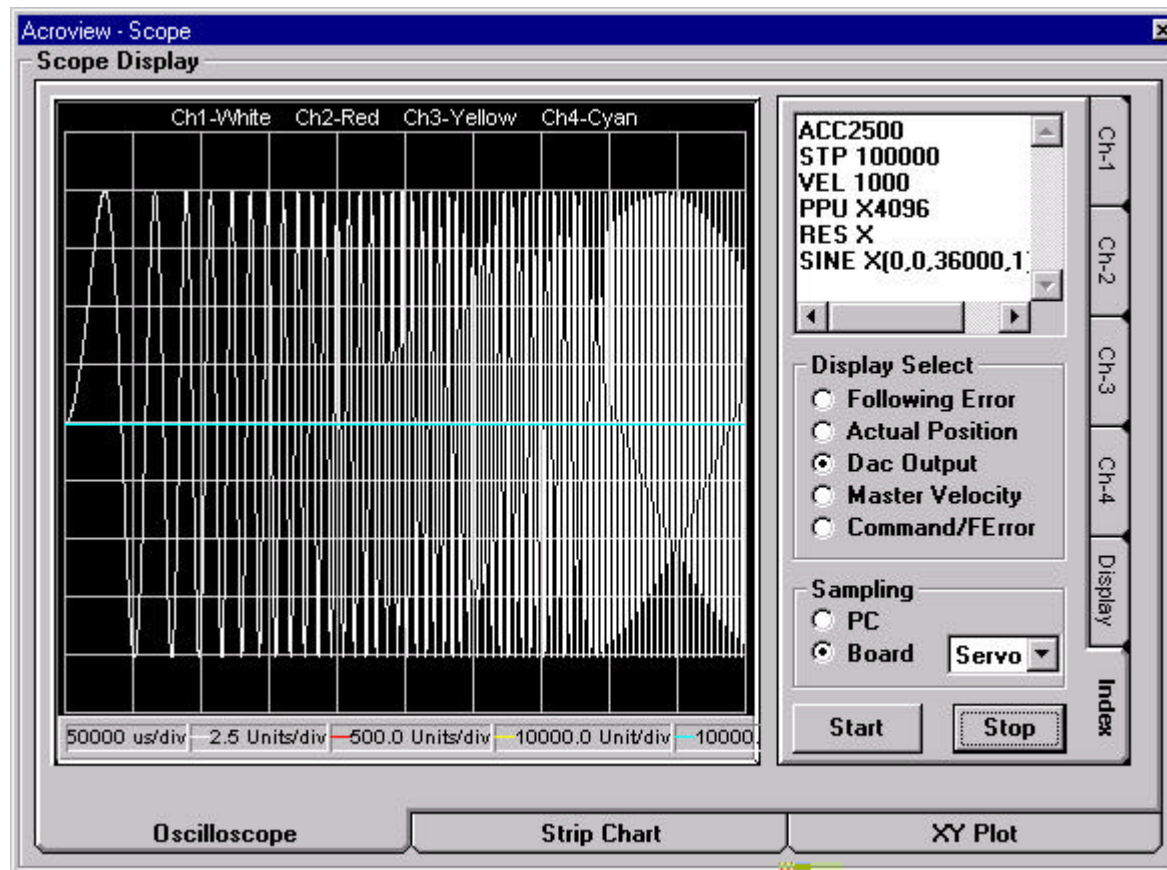 Acroview - Scope
Scope Display
Ch1-White Ch2-Red Ch3-Yellow Ch4-Cyan
50000 us/div 2.5 Units/div 500.0 Units/div 10000.0 Unit/div 10000.
ACC2500
STP 100000
VEL 1000
PPU X4096
RES X
SINE X(0,0,36000,1
Display Select
Following Error
Actual Position
Dac Output
Master Velocity
Command/FError
Sampling
PC
Board
Servo
Start
Stop
Ch-1
Ch-2
Ch-3
Ch-4
Display
Index
Oscilloscope
Strip Chart
XY Plot